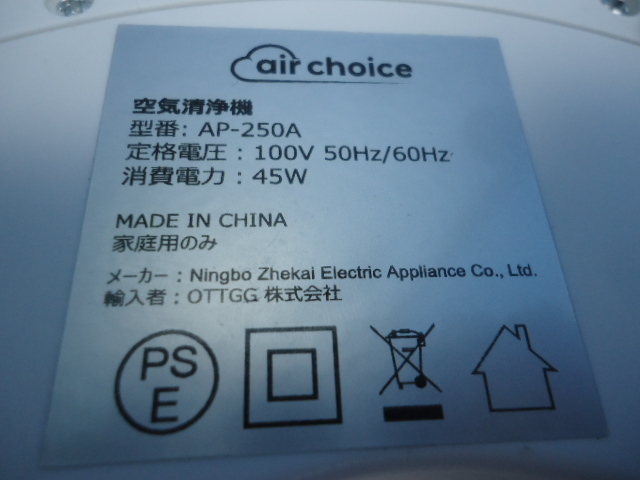 air choice
空気清浄機
型番: AP-250A
定格電圧：100V 50Hz/60Hz
消費電力：45W
MADE IN CHINA
家庭用のみ
メーカー：Ningbo Zhekai Electric Appliance Co., Ltd.
輸入者：OTTGG 株式会社
PS
E